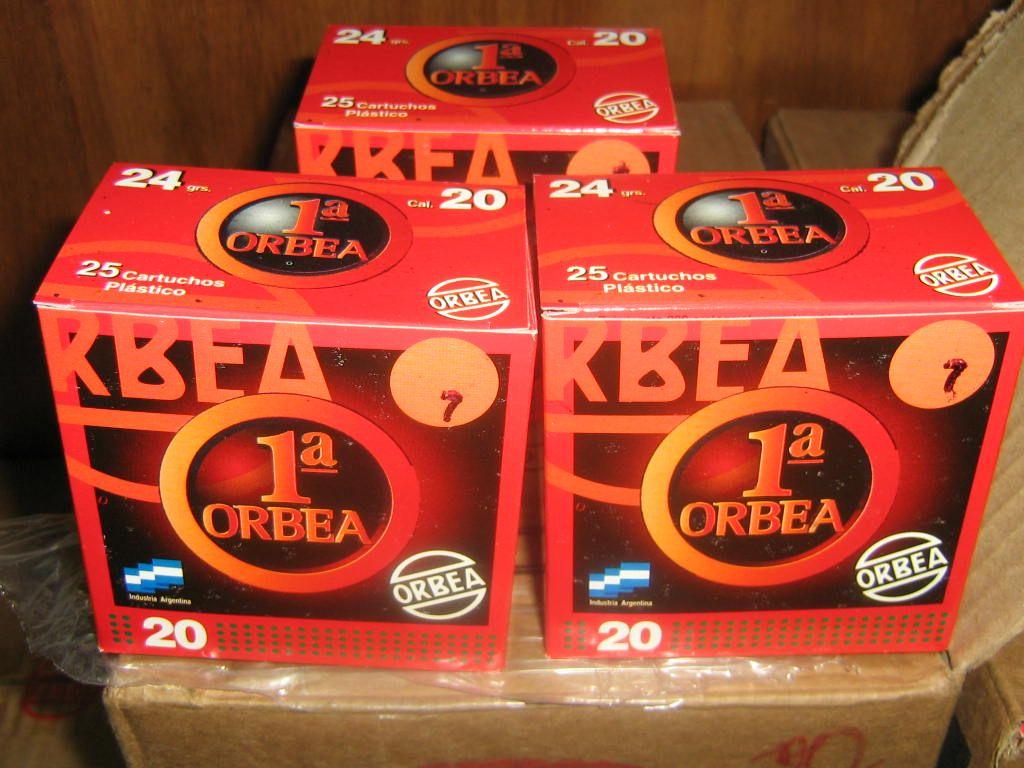 24 grs. Cal. 20
1ª
ORBEA
25 Cartuchos
Plástico
ORBEA
RBEA
24 grs. Cal. 20
1ª
ORBEA
25 Cartuchos
Plástico
ORBEA
RBEA
7
1ª
ORBEA
ORBEA
Industria Argentina
20
24 grs. Cal. 20
1ª
ORBEA
25 Cartuchos
Plástico
ORBEA
RBEA
7
1ª
ORBEA
ORBEA
Industria Argentina
20